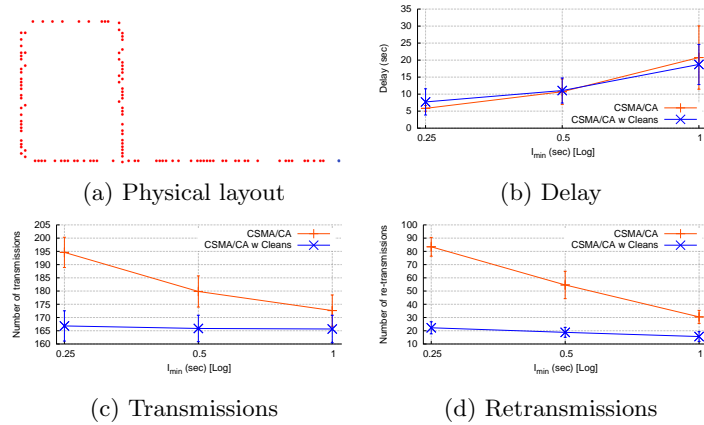 (a) Physical layout
35
30
25
20
15
10
5
0
Delay (sec)
CSMA/CA
CSMA/CA w Cleans
0.25
0.5
1
I_min (sec) [Log]
(b) Delay
205
200
195
190
185
180
175
170
165
160
Number of transmissions
CSMA/CA
CSMA/CA w Cleans
0.25
0.5
1
I_min (sec) [Log]
(c) Transmissions
100
90
80
70
60
50
40
30
20
10
Number of re-transmissions
CSMA/CA
CSMA/CA w Cleans
0.25
0.5
1
I_min (sec) [Log]
(d) Retransmissions